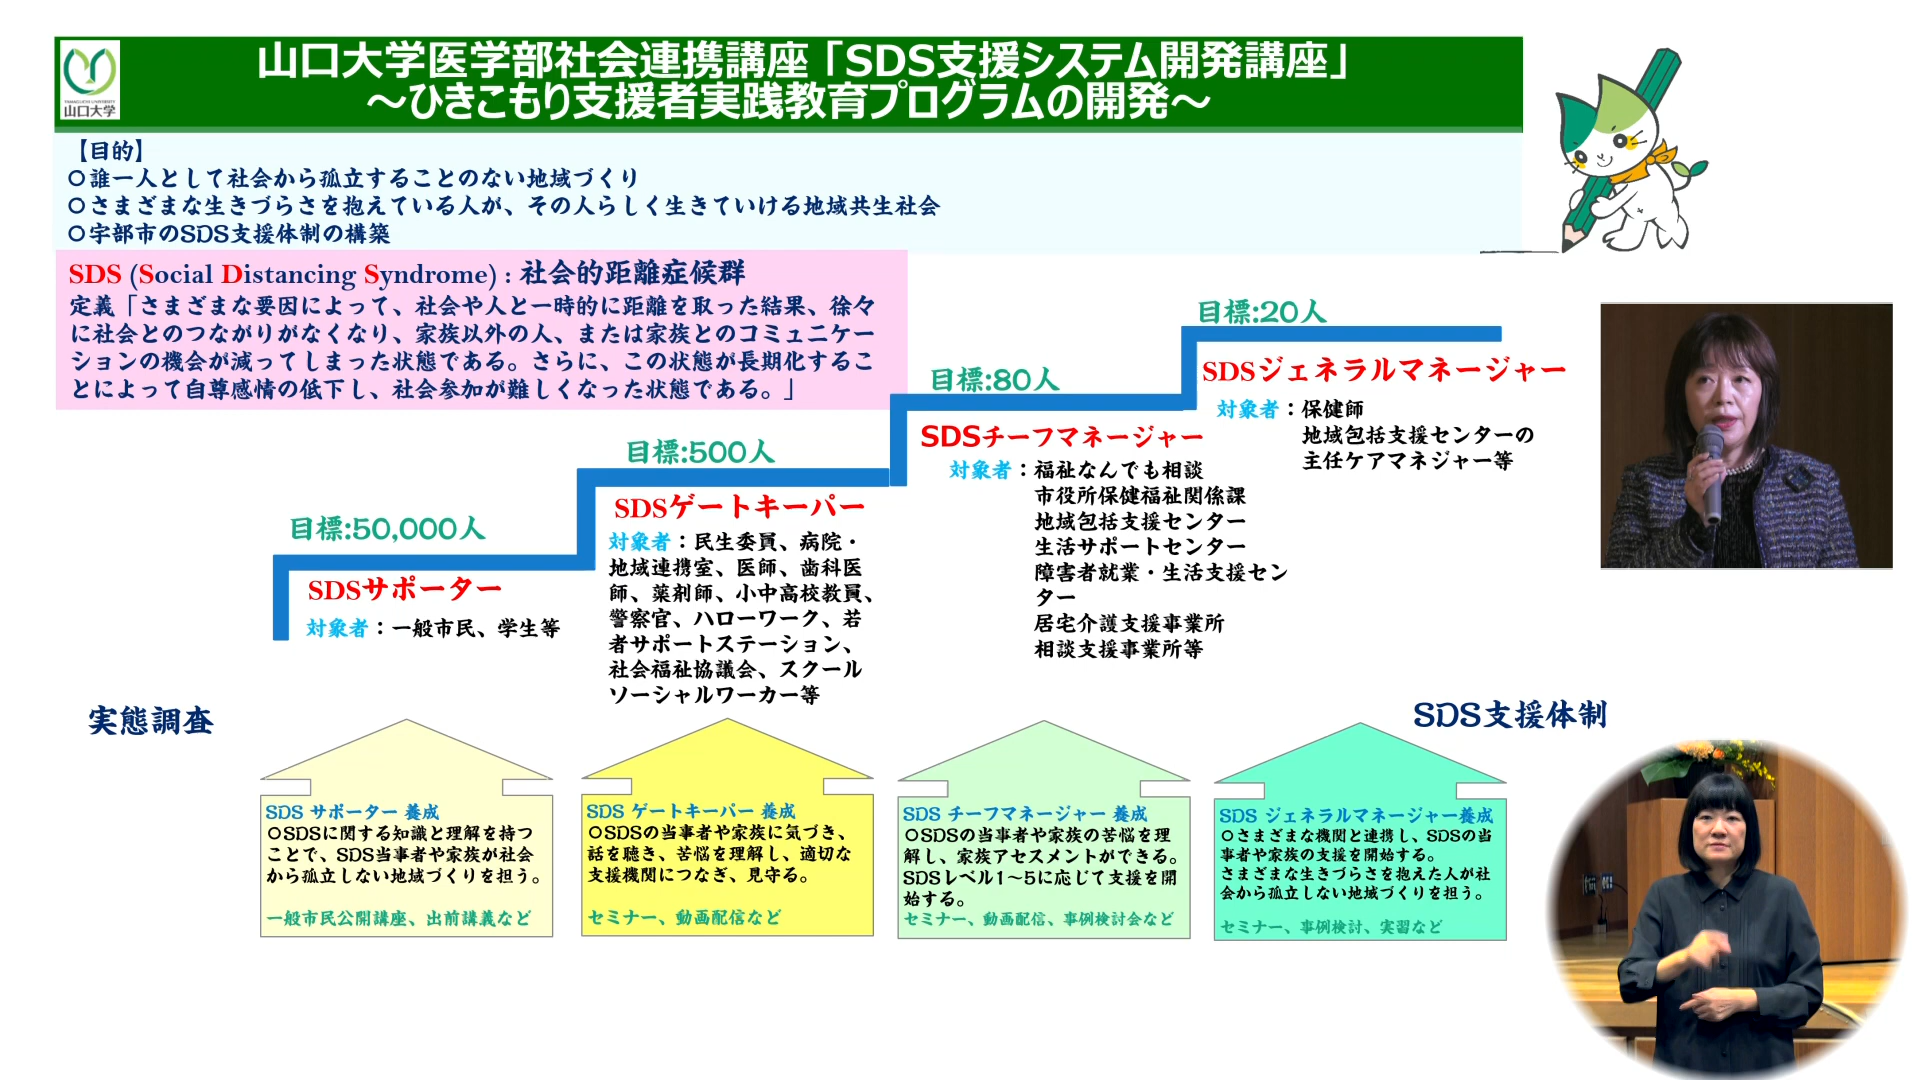 山口大学医学部社会連携講座「SDS支援システム開発講座」
～ひきこもり支援者実践教育プログラムの開発～
YAMAGUCHI UNIVERSITY
山口大学
【目的】
○誰一人として社会から孤立することのない地域づくり
○さまざまな生きづらさを抱えている人が、その人らしく生きていける地域共生社会
○宇部市のSDS支援体制の構築
SDS (Social Distancing Syndrome) : 社会的距離症候群
定義「さまざまな要因によって、社会や人と一時的に距離を取った結果、徐々
に社会とのつながりがなくなり、家族以外の人、または家族とのコミュニケー
ションの機会が減ってしまった状態である。さらに、この状態が長期化するこ
とによって自尊感情の低下し、社会参加が難しくなった状態である。」
目標:50,000人
SDSサポーター
対象者：一般市民、学生等
目標:500人
SDSゲートキーパー
対象者：民生委員、病院・
地域連携室、医師、歯科医
師、薬剤師、小中高校教員、
警察官、ハローワーク、若
者サポートステーション、
社会福祉協議会、スクール
ソーシャルワーカー等
目標:80人
SDSチーフマネージャー
対象者：福祉なんでも相談
市役所保健福祉関係課
地域包括支援センター
生活サポートセンター
障害者就業・生活支援セン
ター
居宅介護支援事業所
相談支援事業所等
目標:20人
SDSジェネラルマネージャー
対象者：保健師
地域包括支援センターの
主任ケアマネジャー等
実態調査
SDS支援体制
SDS サポーター 養成
○SDSに関する知識と理解を持つ
ことで、SDS当事者や家族が社会
から孤立しない地域づくりを担う。
一般市民公開講座、出前講義など
SDS ゲートキーパー 養成
○SDSの当事者や家族に気づき、
話を聴き、苦悩を理解し、適切な
支援機関につなぎ、見守る。
セミナー、動画配信など
SDS チーフマネージャー 養成
○SDSの当事者や家族の苦悩を理
解し、家族アセスメントができる。
SDSレベル1～5に応じて支援を開
始する。
セミナー、動画配信、事例検討会など
SDS ジェネラルマネージャー養成
○さまざまな機関と連携し、SDSの当
事者や家族の支援を開始する。
さまざまな生きづらさを抱えた人が社
会から孤立しない地域づくりを担う。
セミナー、事例検討、実習など